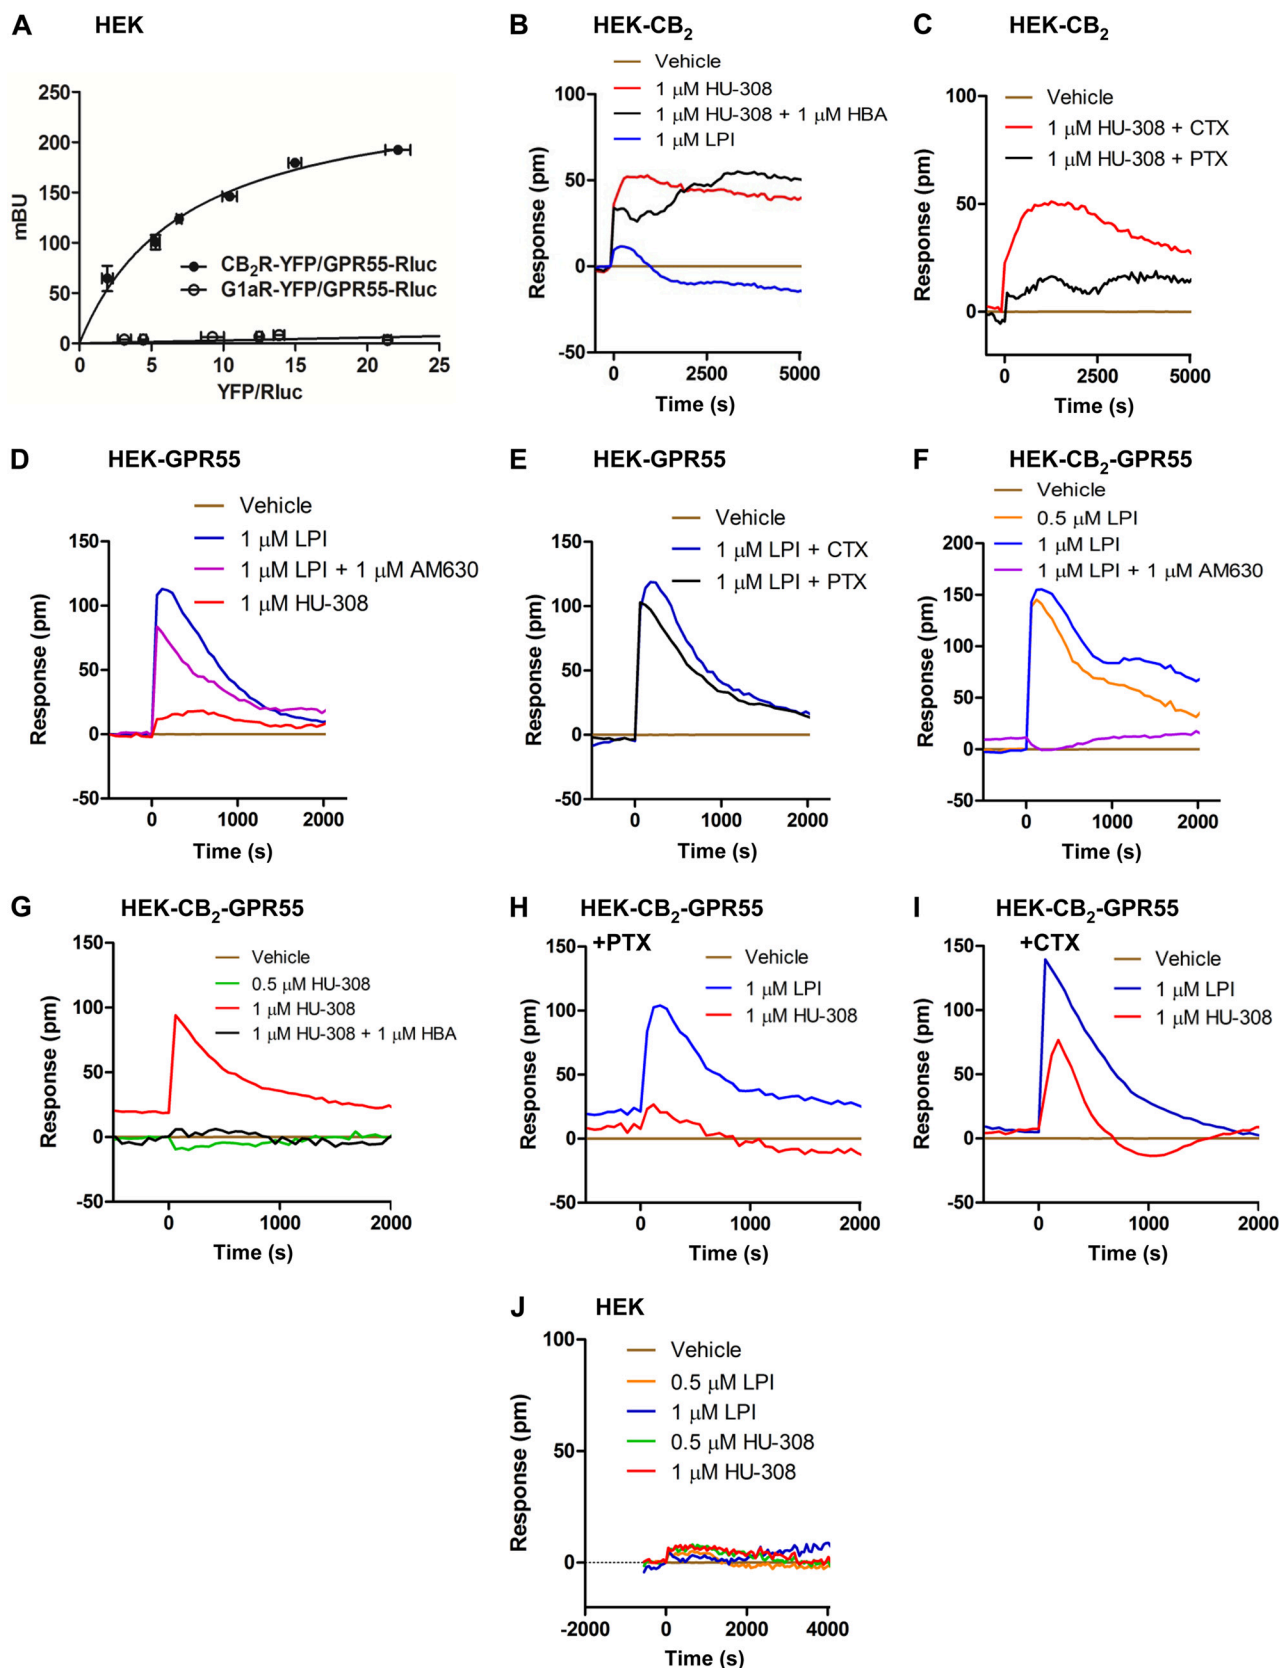 A HEK
250
200
150
100
50
0
mBU
CB2R-YFP/GPR55-Rluc
G1aR-YFP/GPR55-Rluc
0 5 10 15 20 25
YFP/Rluc
B HEK-CB2
Vehicle
1 µM HU-308
1 µM HU-308 + 1 µM HBA
1 µM LPI
100
50
0
-50
Response (pm)
0 2500 5000
Time (s)
C HEK-CB2
Vehicle
1 µM HU-308 + CTX
1 µM HU-308 + PTX
100
50
0
Response (pm)
0 2500 5000
Time (s)
D HEK-GPR55
Vehicle
1 µM LPI
1 µM LPI + 1 µM AM630
1 µM HU-308
150
100
50
0
-50
Response (pm)
0 1000 2000
Time (s)
E HEK-GPR55
Vehicle
1 µM LPI + CTX
1 µM LPI + PTX
150
100
50
0
-50
Response (pm)
0 1000 2000
Time (s)
F HEK-CB2-GPR55
Vehicle
0.5 µM LPI
1 µM LPI
1 µM LPI + 1 µM AM630
200
150
100
50
0
-50
Response (pm)
0 1000 2000
Time (s)
G HEK-CB2-GPR55
Vehicle
0.5 µM HU-308
1 µM HU-308
1 µM HU-308 + 1 µM HBA
150
100
50
0
-50
Response (pm)
0 1000 2000
Time (s)
H HEK-CB2-GPR55
+PTX
Vehicle
1 µM LPI
1 µM HU-308
150
100
50
0
-50
Response (pm)
0 1000 2000
Time (s)
I HEK-CB2-GPR55
+CTX
Vehicle
1 µM LPI
1 µM HU-308
150
100
50
0
-50
Response (pm)
0 1000 2000
Time (s)
J HEK
Vehicle
0.5 µM LPI
1 µM LPI
0.5 µM HU-308
1 µM HU-308
100
50
0
Response (pm)
-2000 0 2000 4000
Time (s)